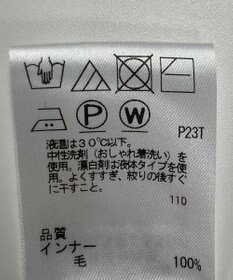 P
W
P23T
液温は30℃以下。
中性洗剤（おしゃれ着洗い）を
使用。漂白剤は液体タイプを使
用。よくすすぎ、絞りの後すぐ
に干すこと。
110
品質
インナー
毛 100%